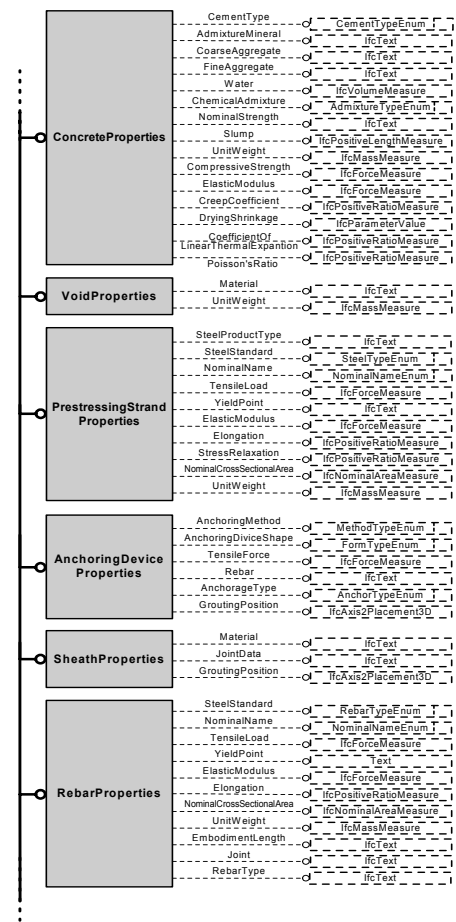 CementType
CementTypeEnum
AdmixtureMineral
IfcText
CoarseAggregate
IfcText
FineAggregate
IfcText
Water
IfcVolumeMeasure
ChemicalAdmixture
AdmixtureTypeEnum
NominalStrength
IfcText
ConcreteProperties
Slump
IfcPositiveLengthMeasure
UnitWeight
IfcMassMeasure
CompressiveStrength
IfcForceMeasure
ElasticModulus
IfcForceMeasure
CreepCoefficient
IfcPositiveRatioMeasure
DryingShrinkage
IfcParameterValue
CoefficientOf
LinearThermalExpantion
IfcPositiveRatioMeasure
Poisson'sRatio
IfcPositiveRatioMeasure
VoidProperties
Material
IfcText
UnitWeight
IfcMassMeasure
SteelProductType
IfcText
SteelStandard
SteelTypeEnum
NominalName
NominalNameEnum
TensileLoad
IfcForceMeasure
PrestressingStrand
Properties
YieldPoint
IfcText
ElasticModulus
IfcForceMeasure
Elongation
IfcPositiveRatioMeasure
StressRelaxation
IfcPositiveRatioMeasure
NominalCrossSectionalArea
IfcNominalAreaMeasure
UnitWeight
IfcMassMeasure
AnchoringMethod
MethodTypeEnum
AnchoringDiviceShape
FormTypeEnum
AnchoringDevice
Properties
TensileForce
IfcForceMeasure
Rebar
IfcText
AnchorageType
AnchorTypeEnum
GroutingPosition
IfcAxis2Placement3D
SheathProperties
Material
IfcText
JointData
IfcText
GroutingPosition
IfcAxis2Placement3D
SteelStandard
RebarTypeEnum
NominalName
NominalNameEnum
TensileLoad
IfcForceMeasure
YieldPoint
Text
ElasticModulus
IfcForceMeasure
RebarProperties
Elongation
IfcPositiveRatioMeasure
NominalCrossSectionalArea
IfcNominalAreaMeasure
UnitWeight
IfcMassMeasure
EmbodimentLength
IfcText
Joint
IfcText
RebarType
IfcText